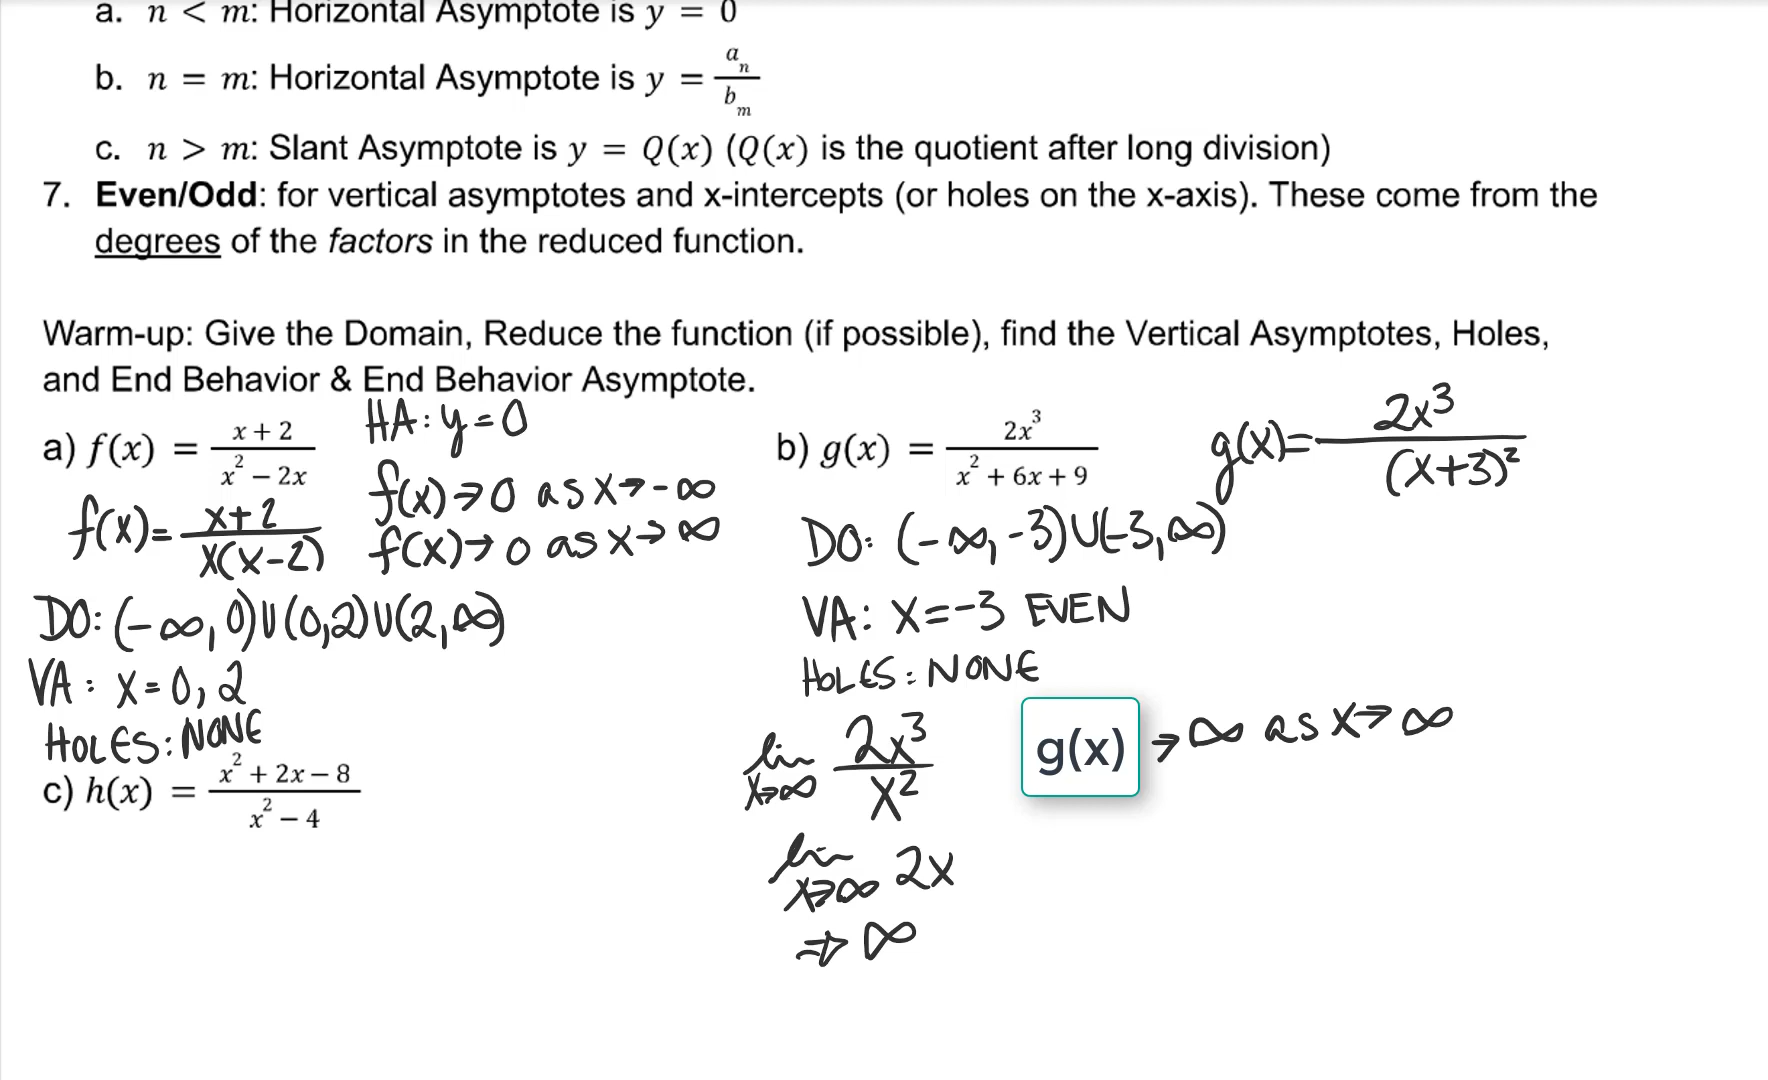 a. n < m: Horizontal Asymptote is y = 0
b. n = m: Horizontal Asymptote is y = aₙ/bₘ
c. n > m: Slant Asymptote is y = Q(x) (Q(x) is the quotient after long division)
7. Even/Odd: for vertical asymptotes and x-intercepts (or holes on the x-axis). These come from the
degrees of the factors in the reduced function.
Warm-up: Give the Domain, Reduce the function (if possible), find the Vertical Asymptotes, Holes,
and End Behavior & End Behavior Asymptote.
a) f(x) = (x + 2)/(x² − 2x)
HA: y = 0
f(x) → 0 as x → -∞
f(x) → 0 as x → ∞
f(x) = (x+2)/(x(x-2))
DO: (-∞, 0)∪(0,2)∪(2,∞)
VA: x = 0, 2
HOLES: NONE
b) g(x) = 2x³/(x² + 6x + 9)
g(x) = 2x³/(x+3)²
DO: (-∞, -3)∪(-3,∞)
VA: x = -3 EVEN
HOLES: NONE
lim x→∞ 2x³/x²
g(x) → ∞ as x → ∞
lim x→∞ 2x
⇒ ∞
c) h(x) = (x² + 2x − 8)/(x² − 4)